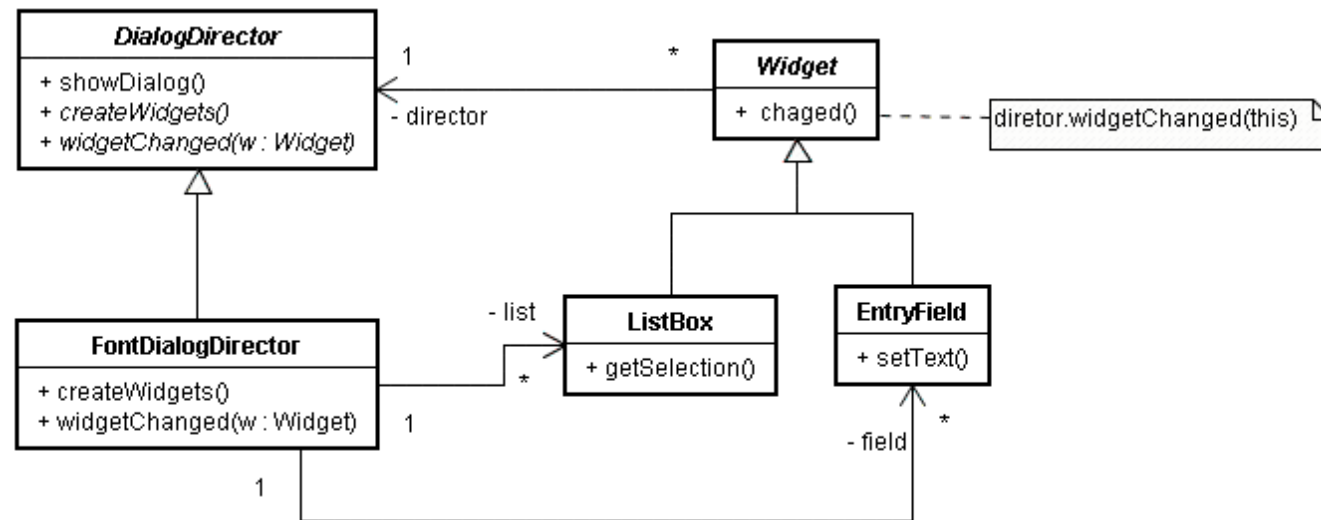 DialogDirector
+ showDialog()
+ createWidgets()
+ widgetChanged(w : Widget)
1
*
- director
Widget
+ chaged()
diretor.widgetChanged(this)
FontDialogDirector
+ createWidgets()
+ widgetChanged(w : Widget)
- list
*
1
ListBox
+ getSelection()
EntryField
+ setText()
*
- field
1